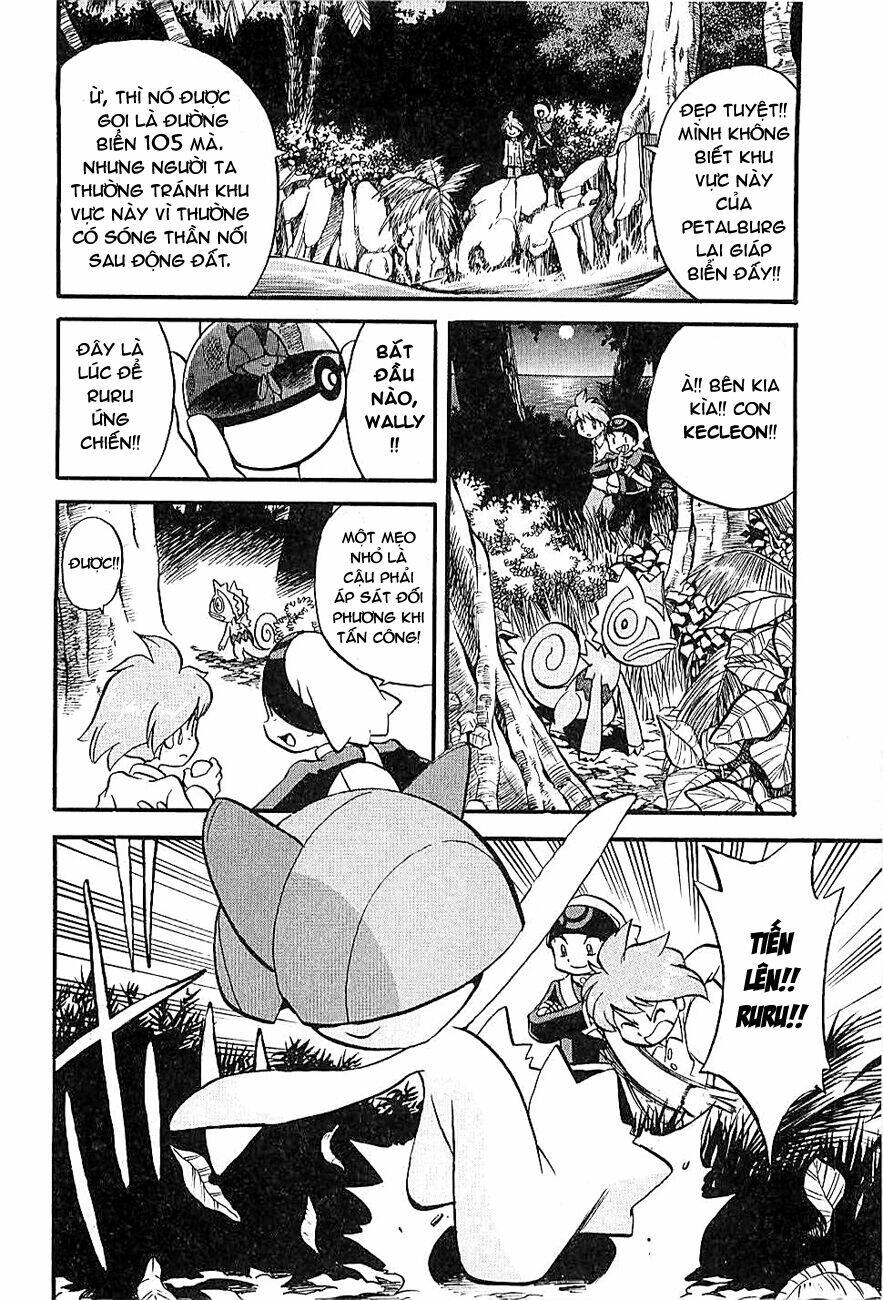 ĐẸP TUYỆT!!
MÌNH KHÔNG
BIẾT KHU
VỰC NÀY
CỦA
PETALBURG
LẠI GIÁP
BIỂN ĐẤY!!
Ừ, THÌ NÓ ĐƯỢC
GỌI LÀ ĐƯỜNG
BIỂN 105 MÀ.
NHƯNG NGƯỜI TA
THƯỜNG TRÁNH KHU
VỰC NÀY VÌ THƯỜNG
CÓ SÓNG THẦN NỐI
SAU ĐỘNG ĐẤT.
À!! BÊN KIA
KÌA!! CON
KECLEON!!
BẮT
ĐẦU
NÀO,
WALLY
!!
ĐÂY LÀ
LÚC ĐỂ
RURU
ỨNG
CHIẾN!!
MỘT MẸO
NHỎ LÀ
CẬU PHẢI
ÁP SÁT ĐỐI
PHƯƠNG KHI
TẤN CÔNG!
ĐƯỢC!!
TIẾN
LÊN!!
RURU!!